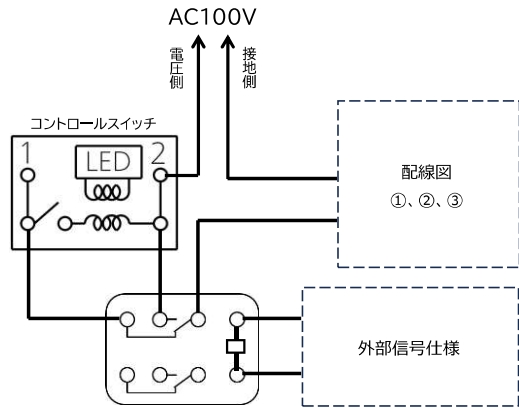 AC100V
電圧側
接地側
コントロールスイッチ
1
LED
2
配線図
①、②、③
外部信号仕様